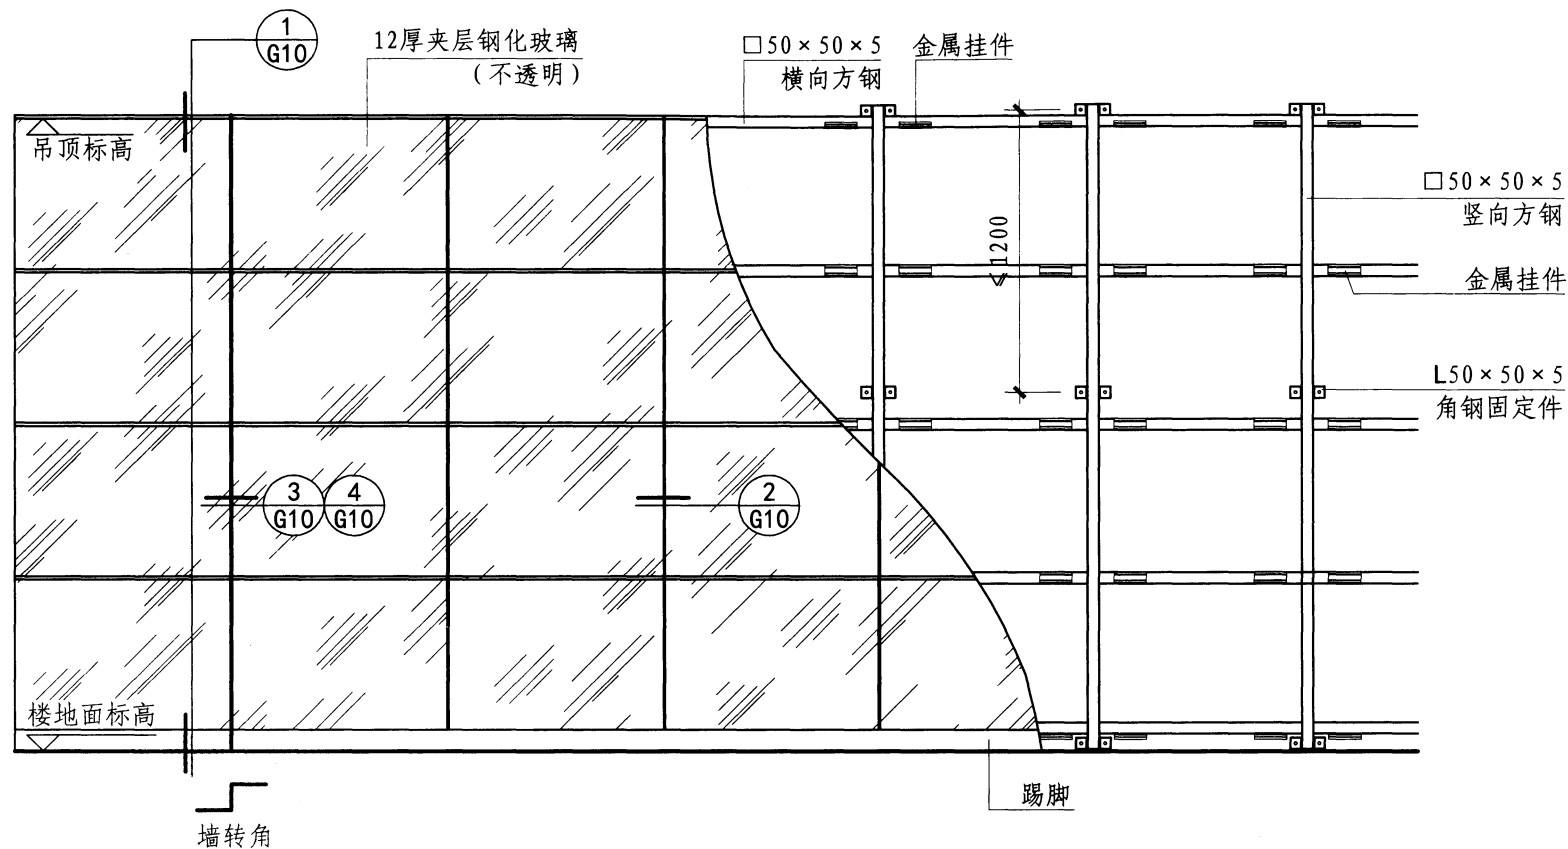 1
G10
12厚夹层钢化玻璃
(不透明)
□50×50×5
横向方钢
金属挂件
吊顶标高
□50×50×5
竖向方钢
≤1200
金属挂件
L50×50×5
角钢固定件
3
G10
4
G10
2
G10
楼地面标高
踢脚
墙转角